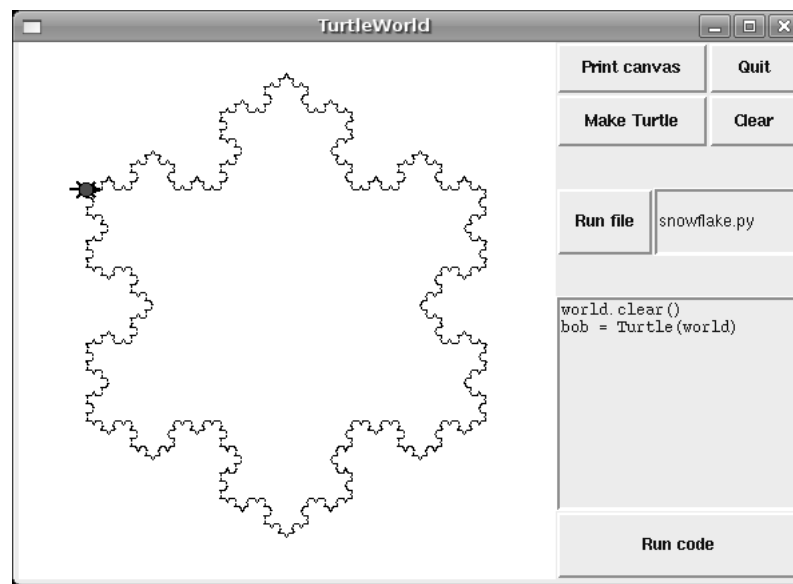 TurtleWorld
Print canvas
Quit
Make Turtle
Clear
Run file
snowflake.py
world.clear()
bob = Turtle(world)
Run code